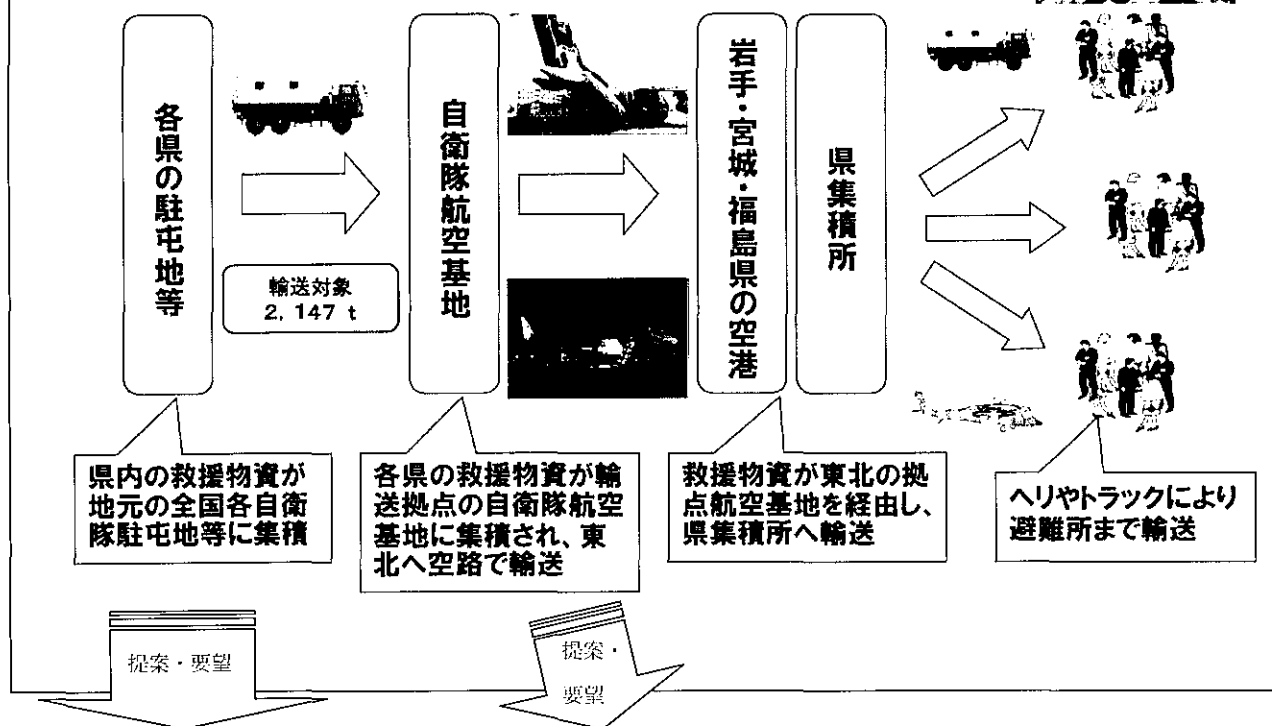 各県の駐屯地等
輸送対象
2,147 t
自衛隊航空基地
岩手・宮城・福島県の空港
県集積所
県内の救援物資が
地元の全国各自衛
隊駐屯地等に集積
各県の救援物資が輸
送拠点の自衛隊航空
基地に集積され、東
北へ空路で輸送
救援物資が東北の拠
点航空基地を経由し、
県集積所へ輸送
ヘリやトラックにより
避難所まで輸送
提案・要望
提案・
要望